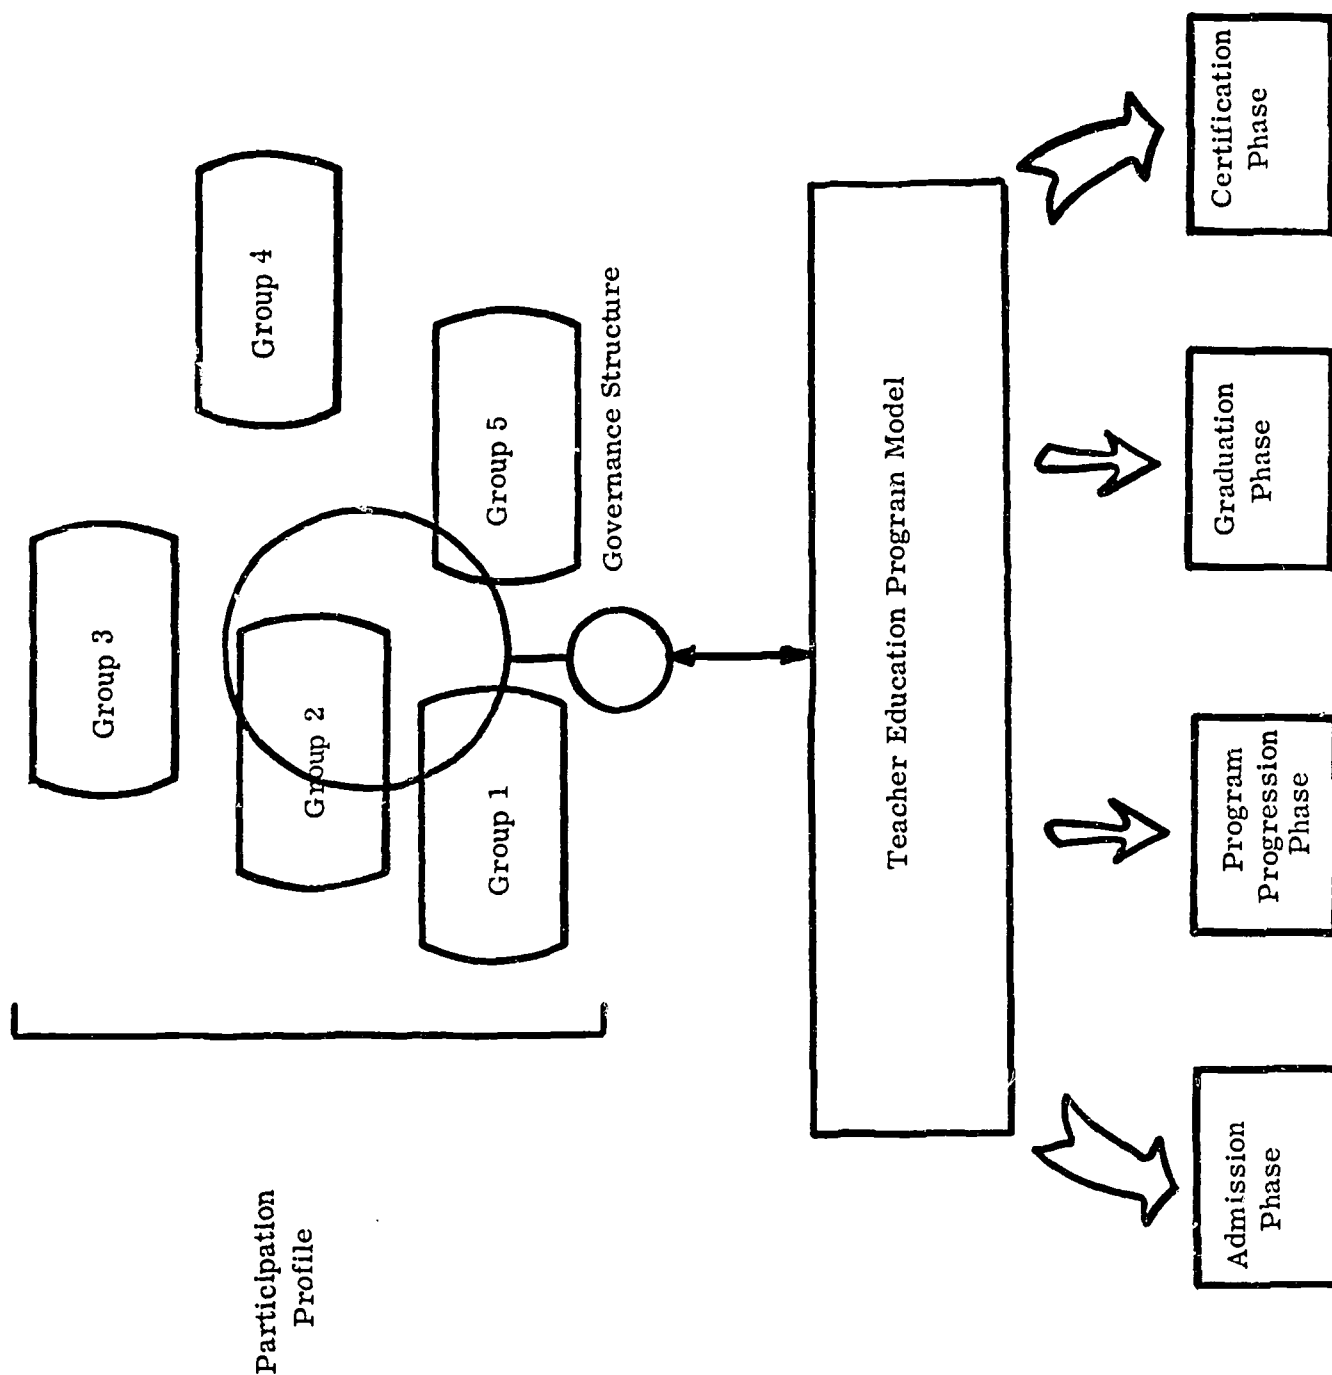 Participation
Profile
Group 3
Group 2
Group 4
Group 1
Group 5
Governance Structure
Teacher Education Program Model
Admission
Phase
Program
Progression
Phase
Graduation
Phase
Certification
Phase